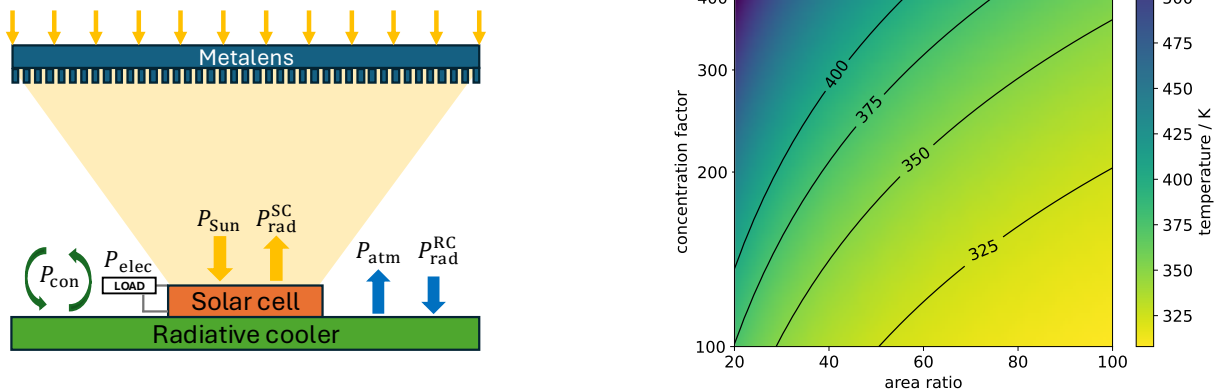 Metalens
P_Sun
P_rad^SC
P_atm
P_rad^RC
P_con
P_elec
LOAD
Solar cell
Radiative cooler
concentration factor
300
200
100
400
375
350
325
20
40
60
80
100
area ratio
475
450
425
400
375
350
325
temperature / K